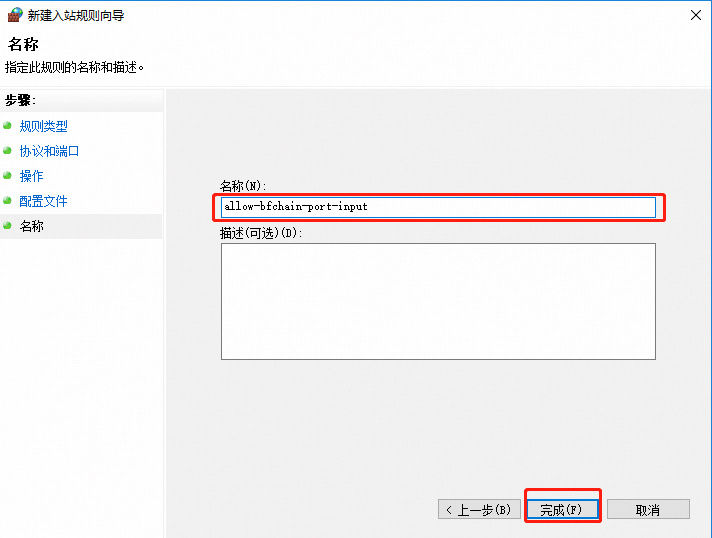 新建入站规则向导
名称
指定此规则的名称和描述。
步骤:
规则类型
协议和端口
操作
配置文件
名称
名称(N):
allow-bfchain-port-input
描述(可选)(D):
< 上一步(B)
完成(F)
取消